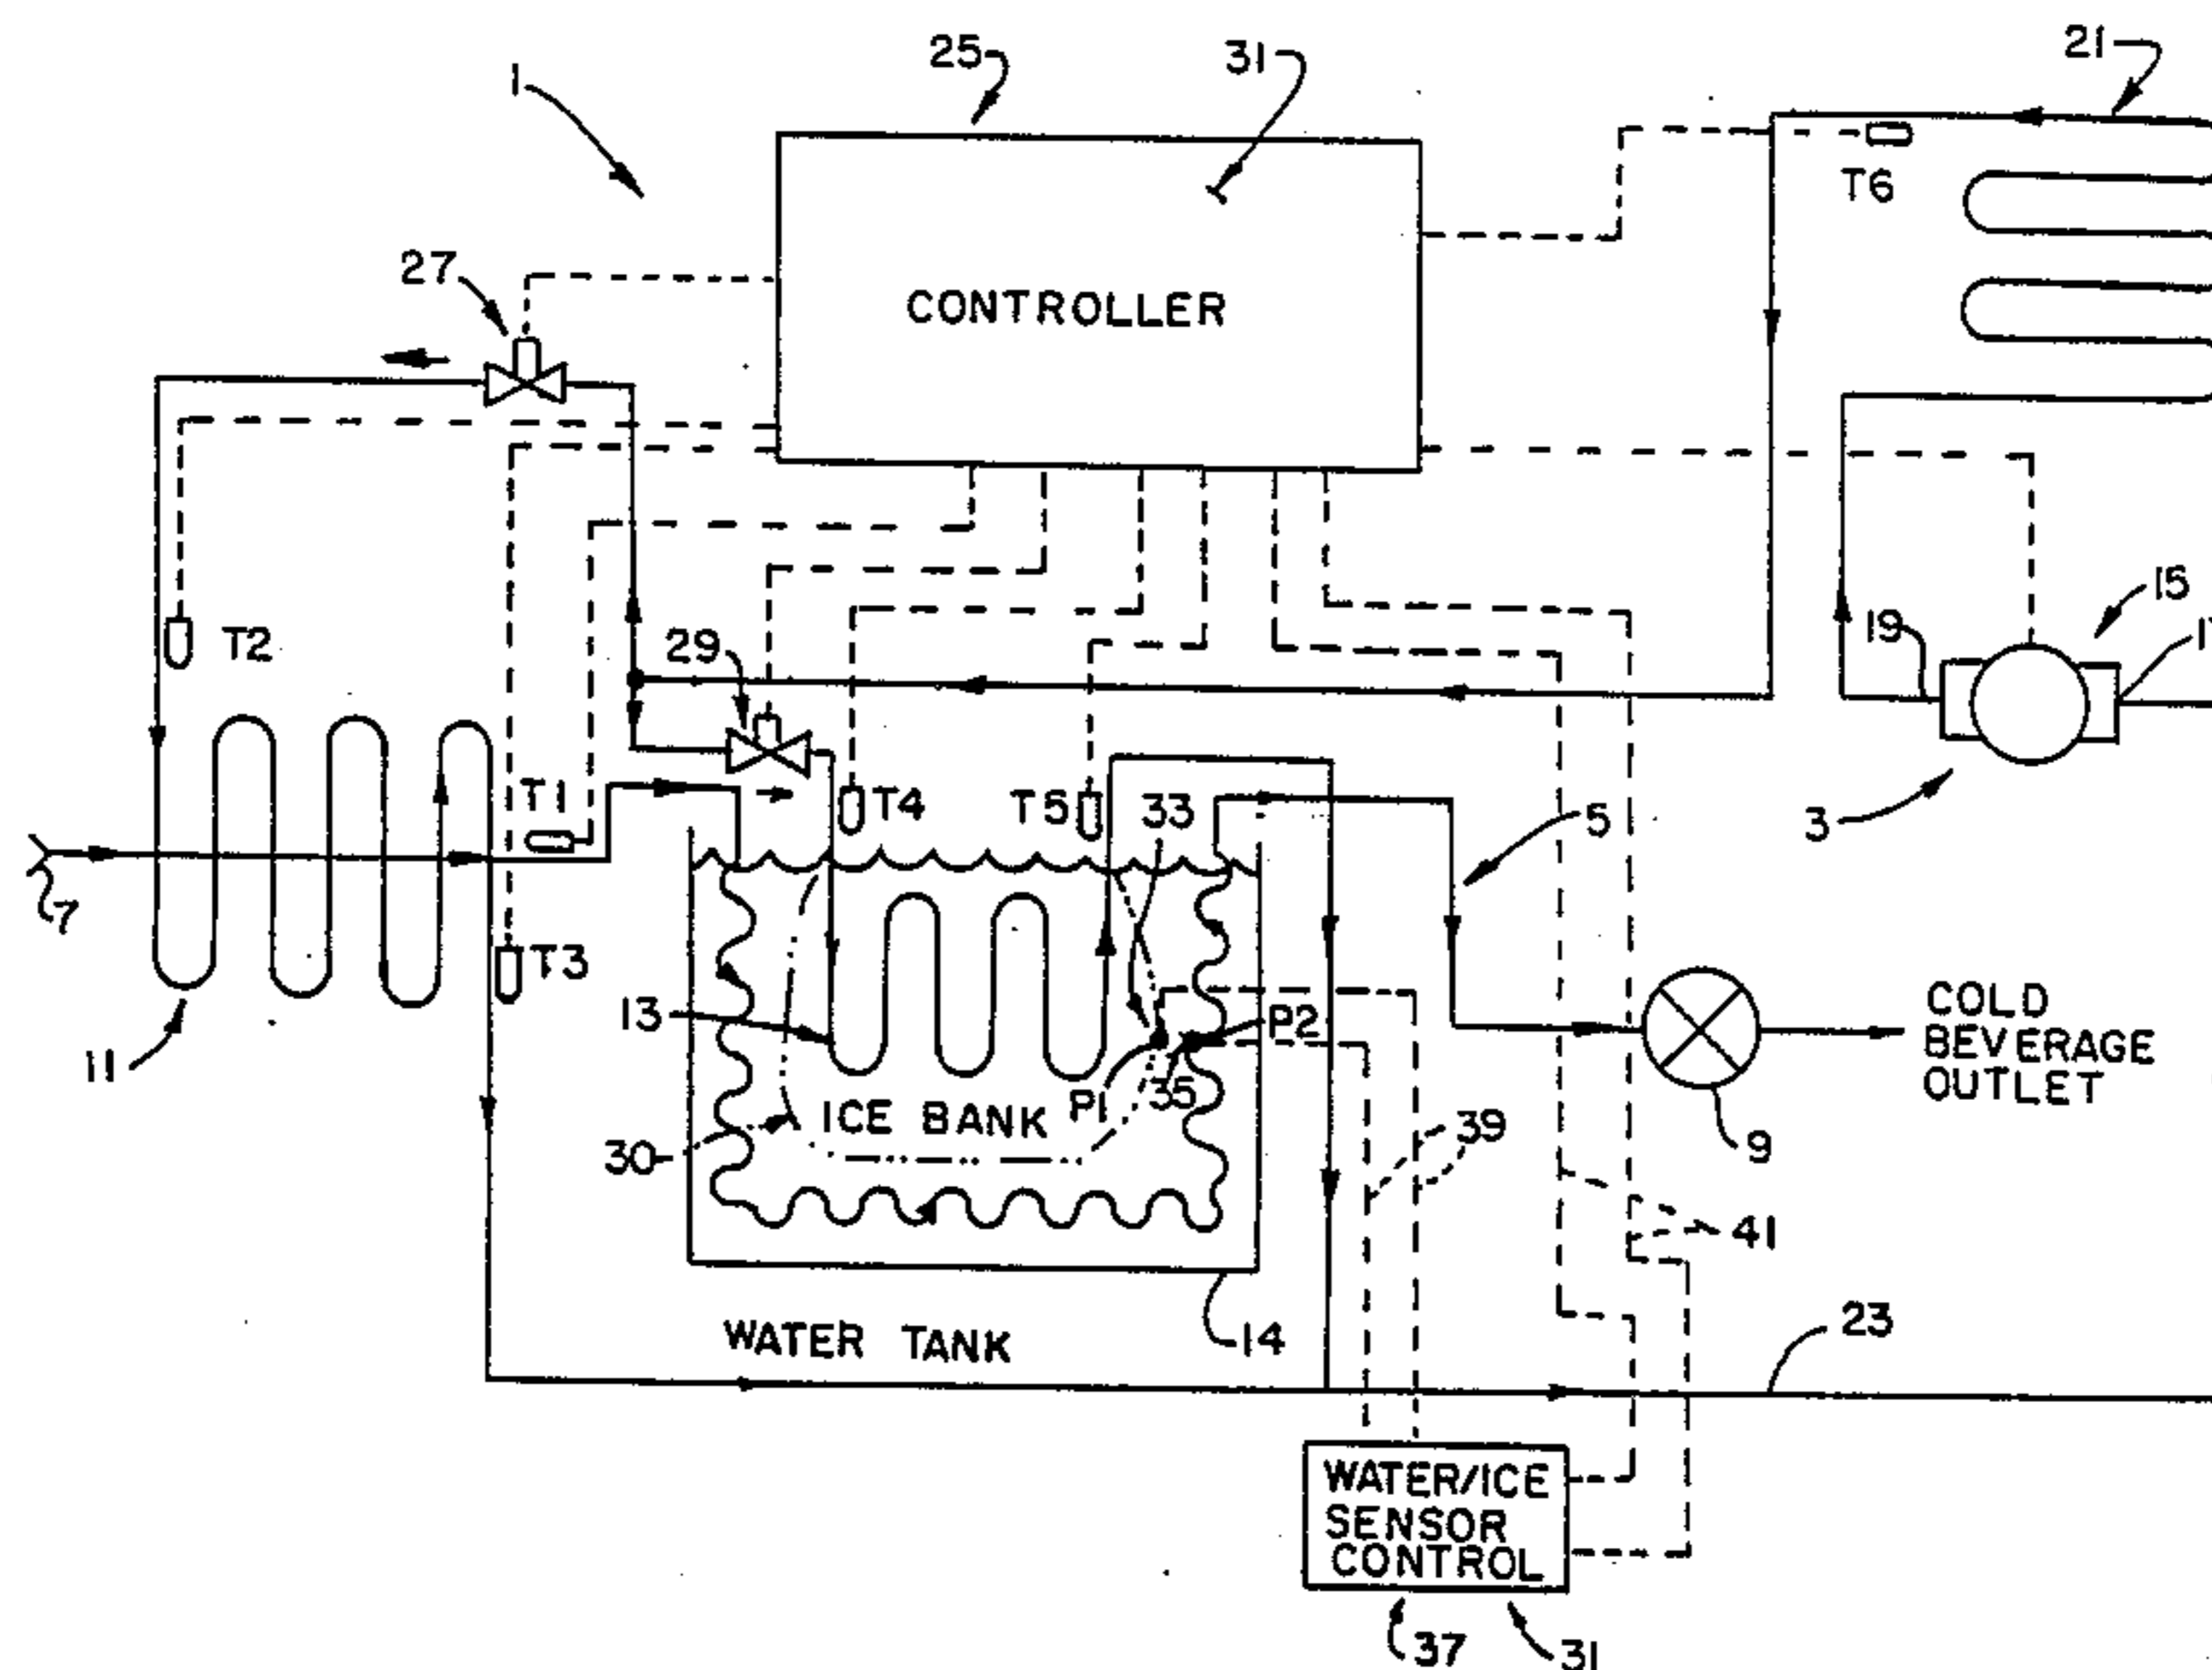 25
31
21
1
T6
27
CONTROLLER
15
29
19
T2
T1
T4
T5
33
5
3
7
T3
13
P2
COLD
BEVERAGE
OUTLET
11
P1
35
ICE BANK
39
9
30
41
14
23
WATER TANK
WATER/ICE
SENSOR
CONTROL
37
31